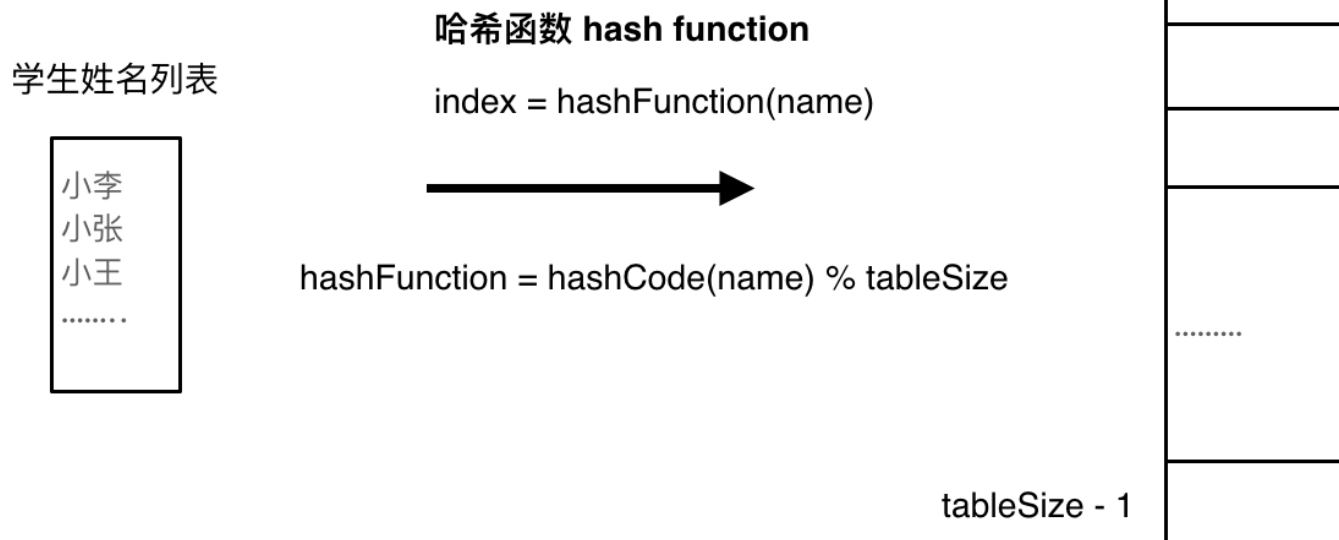 哈希函数 hash function
学生姓名列表
index = hashFunction(name)
小李
小张
小王
........
hashFunction = hashCode(name) % tableSize
.........
tableSize - 1